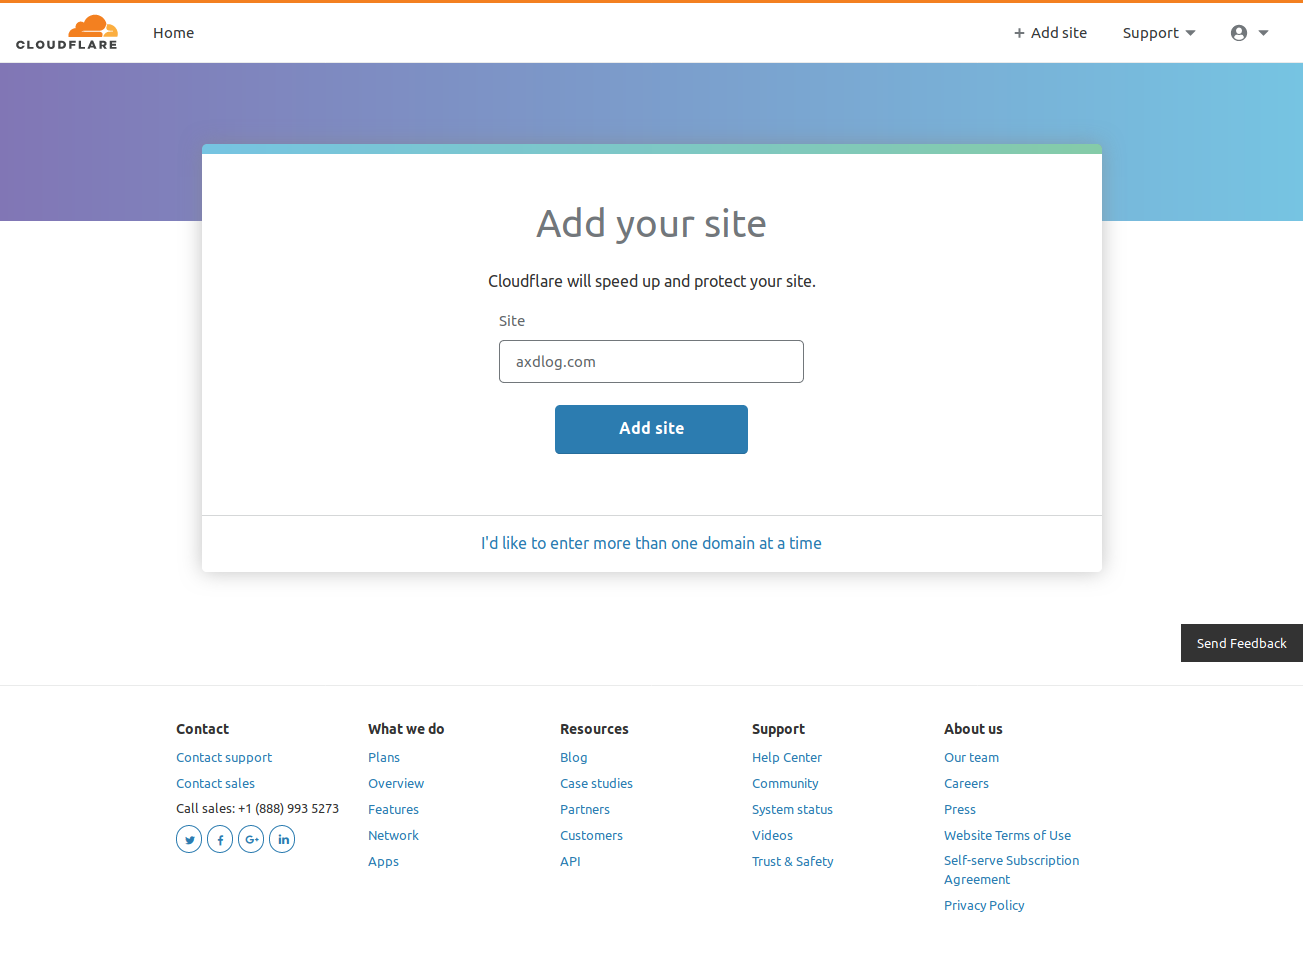 CLOUDFLARE
Home
+ Add site
Support
Add your site
Cloudflare will speed up and protect your site.
Site
axdlog.com
Add site
I'd like to enter more than one domain at a time
Send Feedback
Contact
Contact support
Contact sales
Call sales: +1 (888) 993 5273
What we do
Plans
Overview
Features
Network
Apps
Resources
Blog
Case studies
Partners
Customers
API
Support
Help Center
Community
System status
Videos
Trust & Safety
About us
Our team
Careers
Press
Website Terms of Use
Self-serve Subscription
Agreement
Privacy Policy